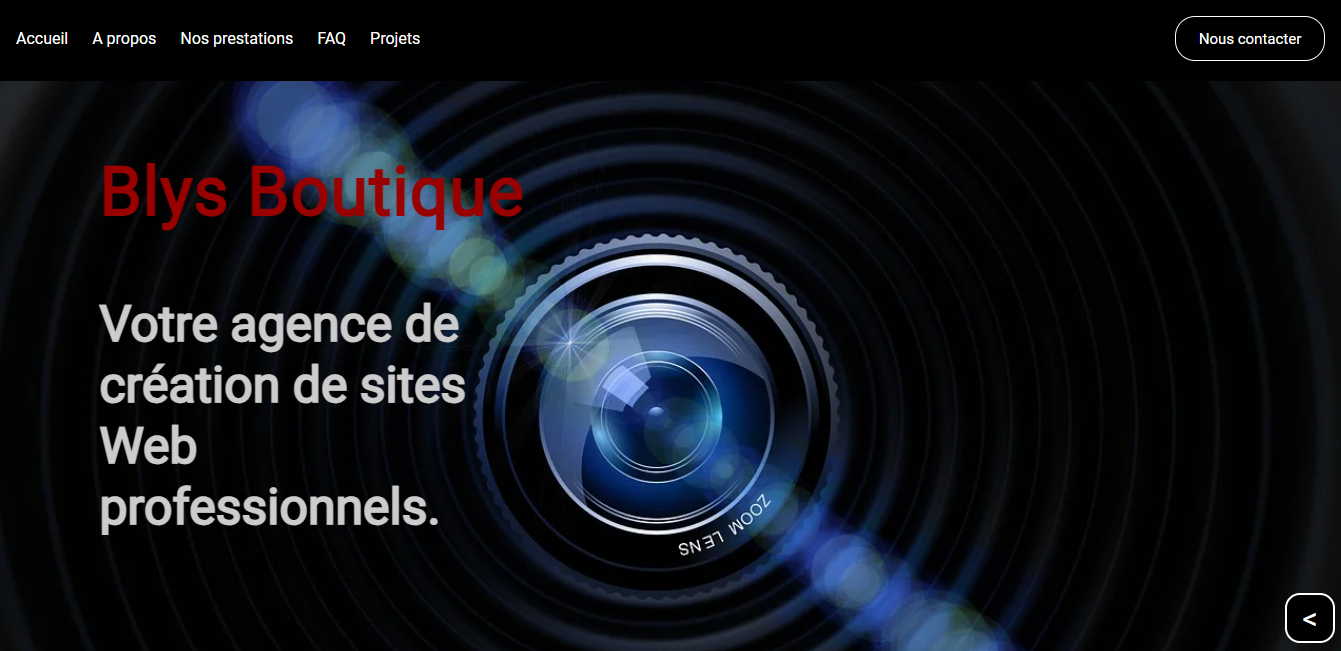 Accueil A propos Nos prestations FAQ Projets Nous contacter
Blys Boutique
Votre agence de
création de sites
Web
professionnels.
ZOOM LENS
<